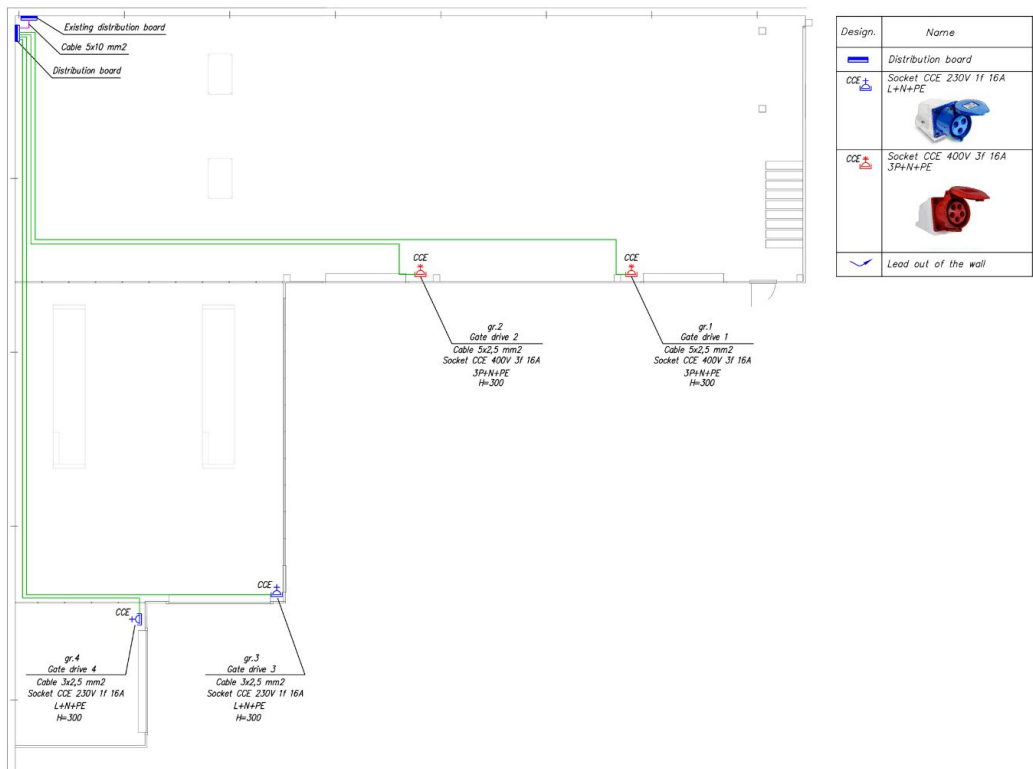 Existing distribution board
Cable 5x10 mm2
Distribution board
CCE
CCE
gr.2
Gate drive 2
Cable 5x2,5 mm2
Socket CCE 400V 3f 16A
3P+N+PE
H=300
gr.1
Gate drive 1
Cable 5x2,5 mm2
Socket CCE 400V 3f 16A
3P+N+PE
H=300
CCE
CCE
gr.4
Gate drive 4
Cable 3x2,5 mm2
Socket CCE 230V 1f 16A
L+N+PE
H=300
gr.3
Gate drive 3
Cable 3x2,5 mm2
Socket CCE 230V 1f 16A
L+N+PE
H=300
Design.
Name
Distribution board
CCE
Socket CCE 230V 1f 16A
L+N+PE
CCE
Socket CCE 400V 3f 16A
3P+N+PE
Lead out of the wall